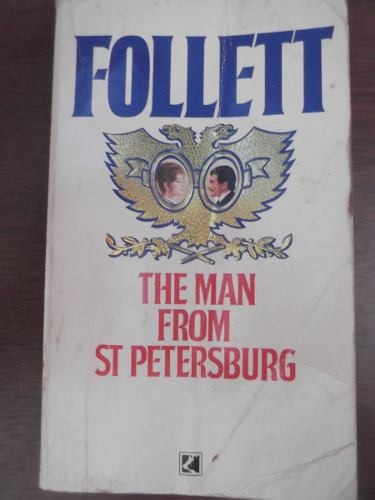 FOLLETT
THE MAN
FROM
ST PETERSBURG